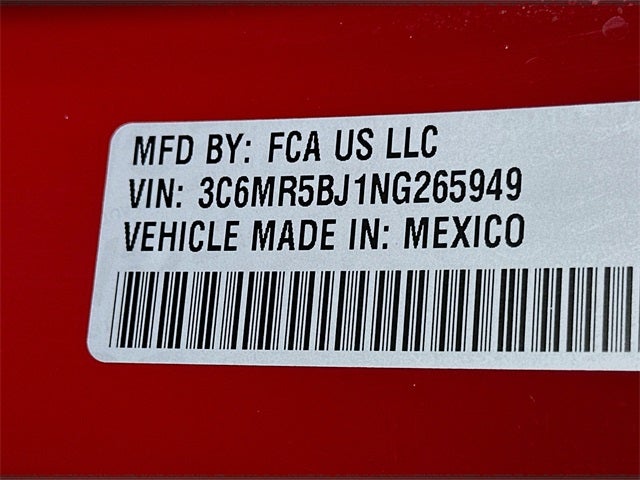 MFD BY: FCA US LLC
VIN: 3C6MR5BJ1NG265949
VEHICLE MADE IN: MEXICO